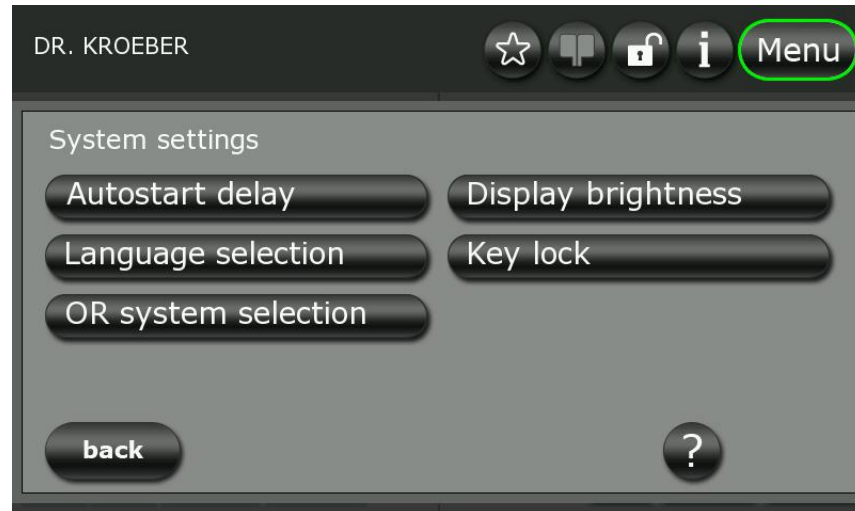 DR. KROEBER
i Menu
System settings
Autostart delay
Display brightness
Language selection
Key lock
OR system selection
back
?